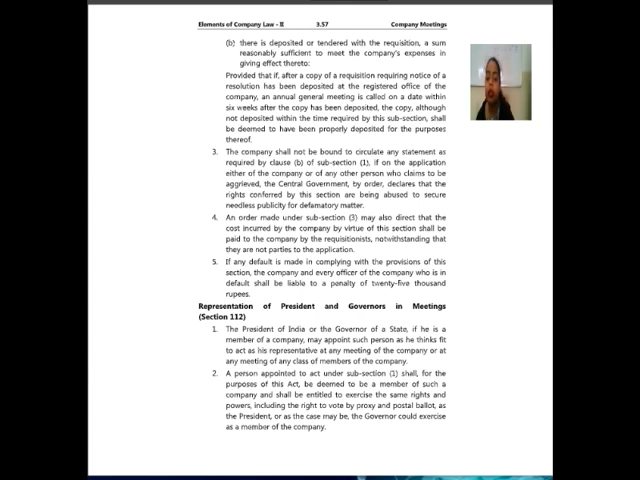 Elements of Company Law - II 3.57 Company Meetings
(b) there is deposited or tendered with the requisition, a sum
reasonably sufficient to meet the company's expenses in
giving effect thereto:
Provided that if, after a copy of a requisition requiring notice of a
resolution has been deposited at the registered office of the
company, an annual general meeting is called on a date within
six weeks after the copy has been deposited, the copy, although
not deposited within the time required by this sub-section, shall
be deemed to have been properly deposited for the purposes
thereof.
3. The company shall not be bound to circulate any statement as
required by clause (b) of sub-section (1), if on the application
either of the company or of any other person who claims to be
aggrieved, the Central Government, by order, declares that the
rights conferred by this section are being abused to secure
needless publicity for defamatory matter.
4. An order made under sub-section (3) may also direct that the
cost incurred by the company by virtue of this section shall be
paid to the company by the requisitionists, notwithstanding that
they are not parties to the application.
5. If any default is made in complying with the provisions of this
section, the company and every officer of the company who is in
default shall be liable to a penalty of twenty-five thousand
rupees.
Representation of President and Governors in Meetings
(Section 112)
1. The President of India or the Governor of a State, if he is a
member of a company, may appoint such person as he thinks fit
to act as his representative at any meeting of the company or at
any meeting of any class of members of the company.
2. A person appointed to act under sub-section (1) shall, for the
purposes of this Act, be deemed to be a member of such a
company and shall be entitled to exercise the same rights and
powers, including the right to vote by proxy and postal ballot, as
the President, or as the case may be, the Governor could exercise
as a member of the company.